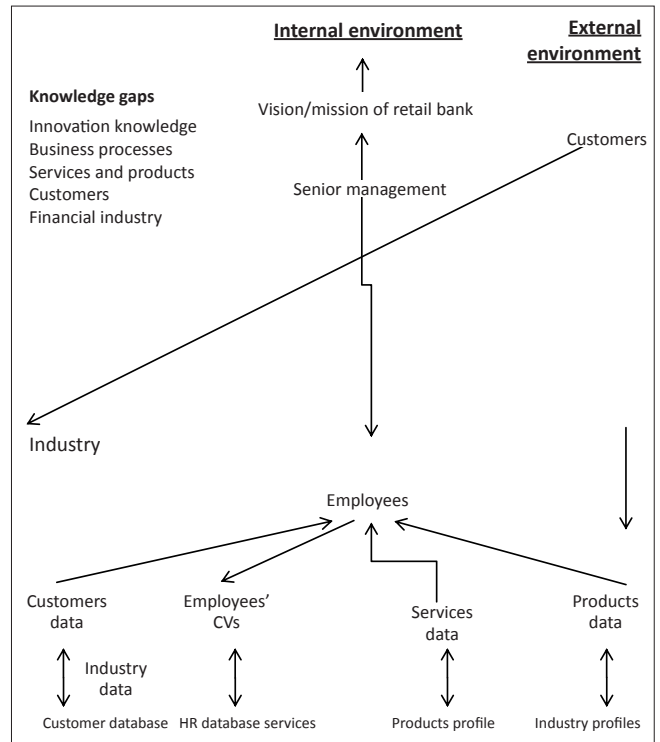 Internal environment
External
environment
Knowledge gaps
Innovation knowledge
Business processes
Services and products
Customers
Financial industry
Vision/mission of retail bank
Customers
Senior management
Industry
Employees
Customers
data
Employees’
CVs
Services
data
Products
data
Industry
data
Customer database
HR database services
Products profile
Industry profiles